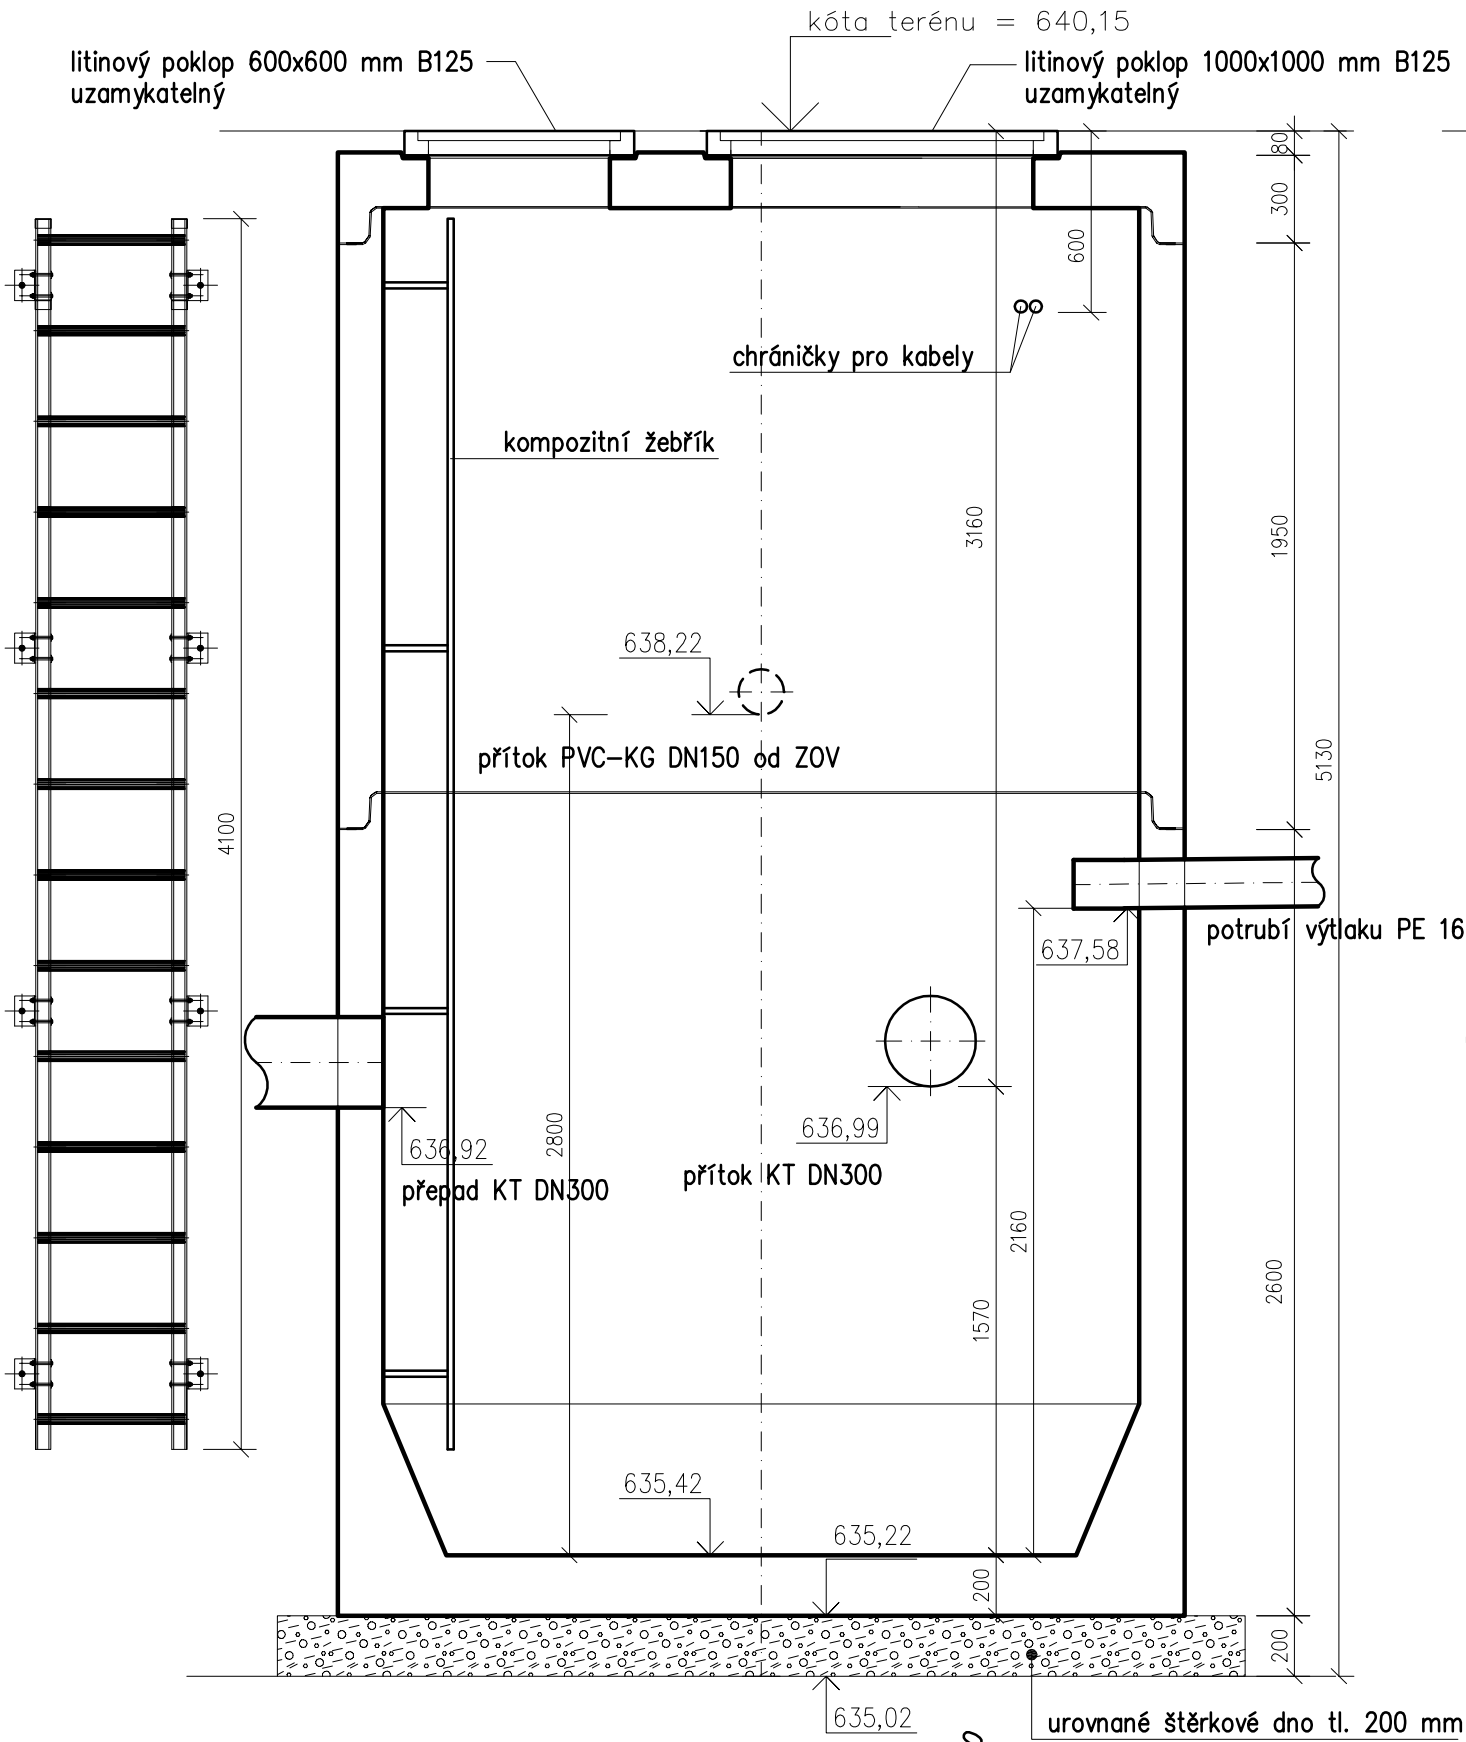 kóta terénu = 640,15
litinový poklop 600x600 mm B125
uzamykatelný
litinový poklop 1000x1000 mm B125
uzamykatelný
80
300
600
chráničky pro kabely
kompozitní žebřík
3160
1950
638,22
přítok PVC-KG DN150 od ZOV
5130
4100
637,58
potrubí výtlaku PE 16
636,92
přepad KT DN300
2800
636,99
přítok KT DN300
2160
1570
2600
635,42
635,22
200
200
635,02
urovnané štěrkové dno tl. 200 mm